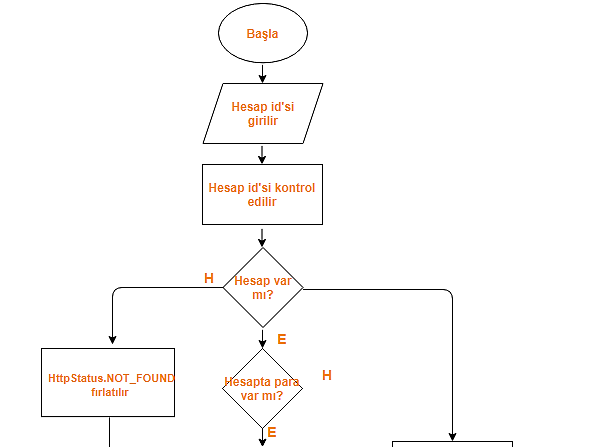 Başla
Hesap id'si
girilir
Hesap id'si kontrol
edilir
H
Hesap var
mı?
E
HttpStatus.NOT_FOUND
fırlatılır
Hesapta para
var mı?
H
E